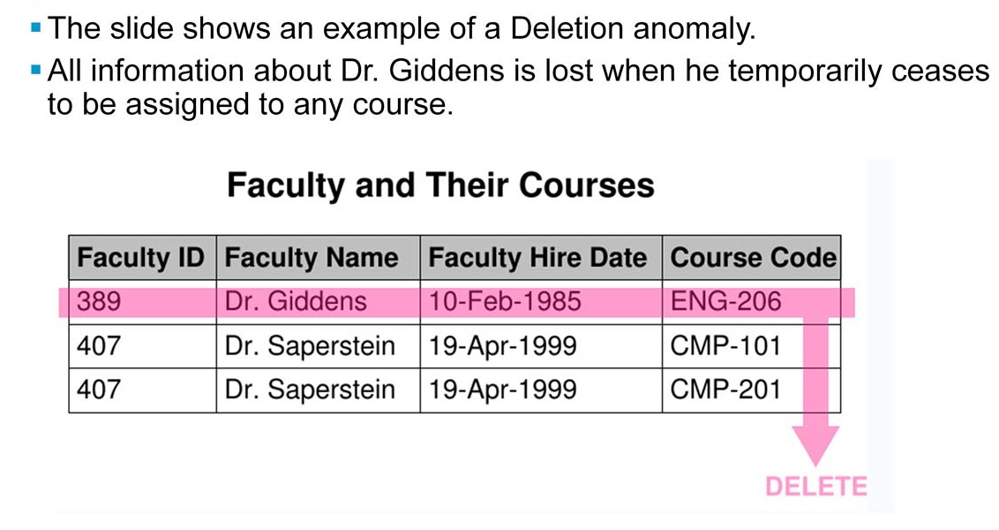 ▪ The slide shows an example of a Deletion anomaly.
▪ All information about Dr. Giddens is lost when he temporarily ceases
to be assigned to any course.
Faculty and Their Courses
Faculty ID Faculty Name Faculty Hire Date Course Code
389 Dr. Giddens 10-Feb-1985 ENG-206
407 Dr. Saperstein 19-Apr-1999 CMP-101
407 Dr. Saperstein 19-Apr-1999 CMP-201
DELETE